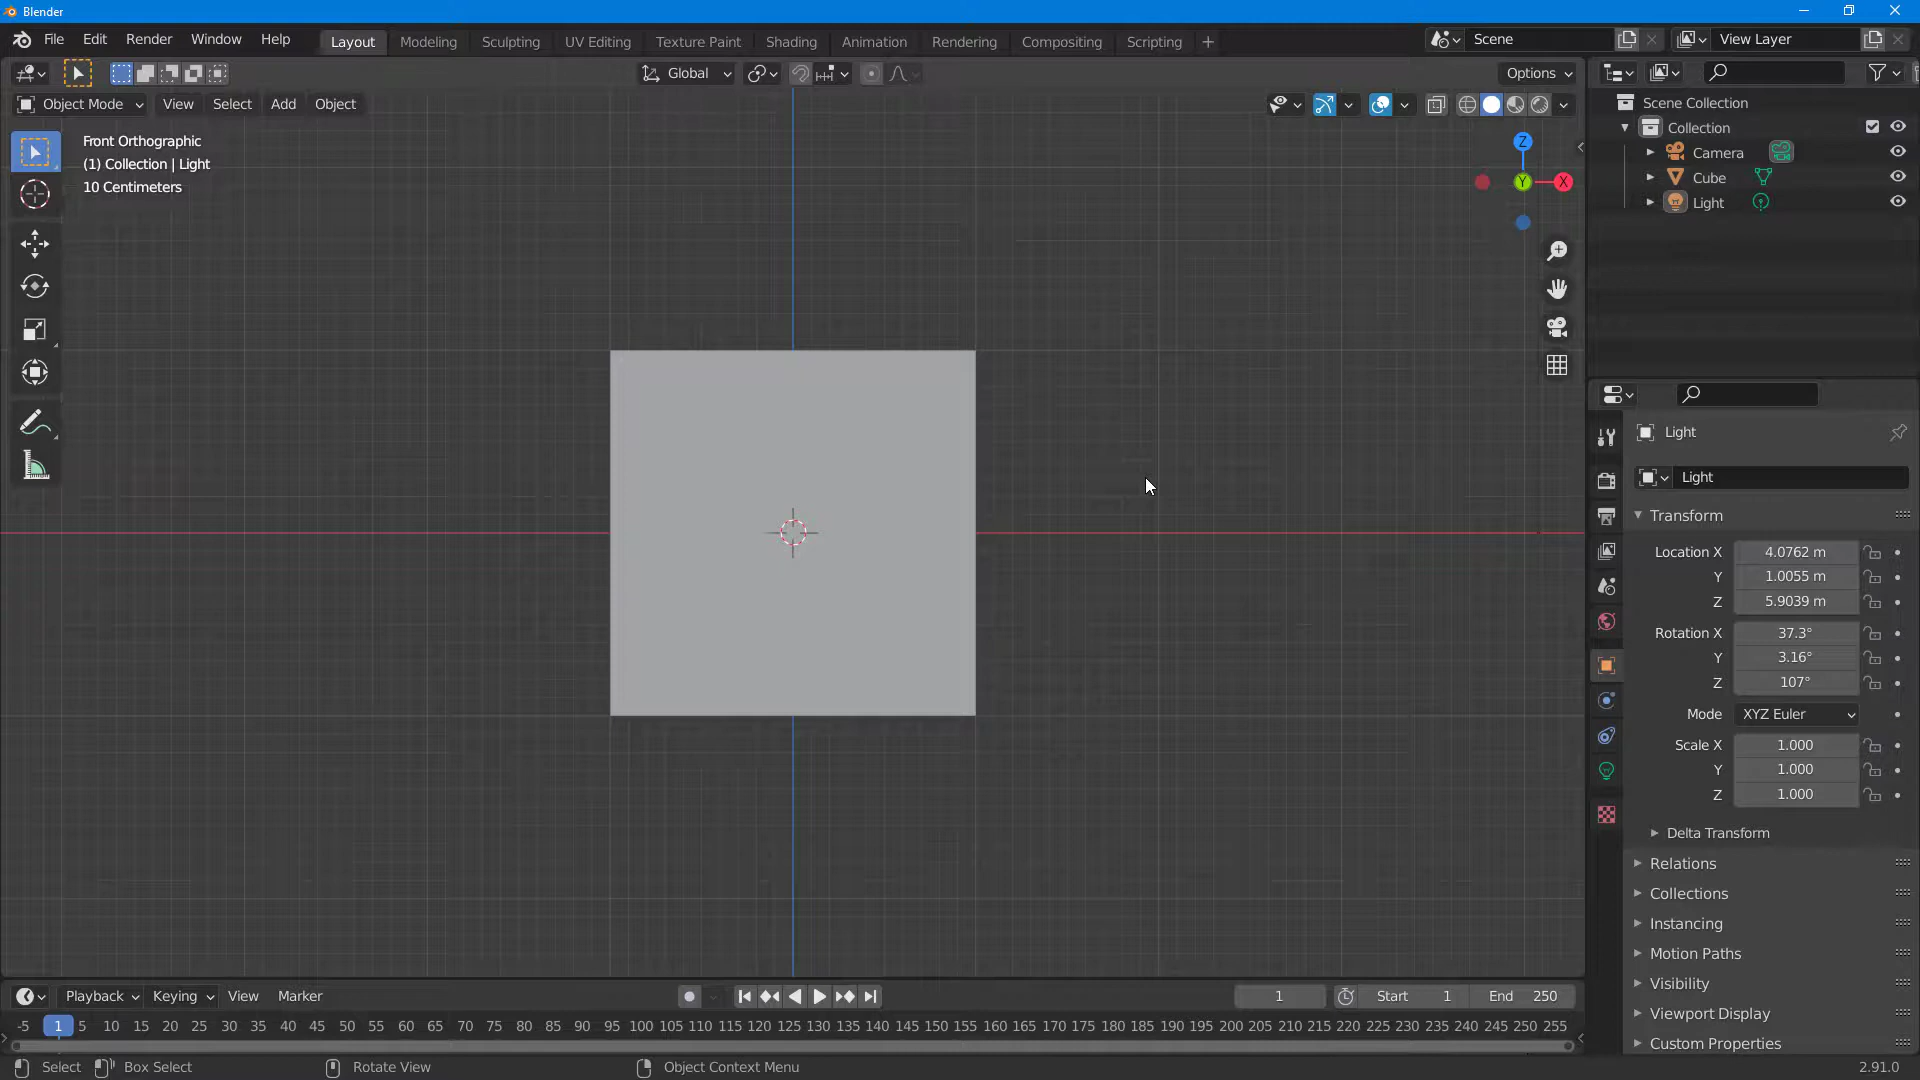 Blender
File Edit Render Window Help Layout Modeling Sculpting UV Editing Texture Paint Shading Animation Rendering Compositing Scripting + Scene View Layer
Global Options
Object Mode View Select Add Object
Scene Collection
Collection
Camera
Cube
Light
Front Orthographic
(1) Collection | Light
10 Centimeters
Z
Y
X
Light
Light
Transform
Location X 4.0762 m
Y 1.0055 m
Z 5.9039 m
Rotation X 37.3°
Y 3.16°
Z 107°
Mode XYZ Euler
Scale X 1.000
Y 1.000
Z 1.000
Delta Transform
Relations
Collections
Instancing
Motion Paths
Visibility
Viewport Display
Custom Properties
Playback Keying View Marker 1 Start 1 End 250
-5 1 5 10 15 20 25 30 35 40 45 50 55 60 65 70 75 80 85 90 95 100 105 110 115 120 125 130 135 140 145 150 155 160 165 170 175 180 185 190 195 200 205 210 215 220 225 230 235 240 245 250 255
Select Box Select Rotate View Object Context Menu 2.91.0